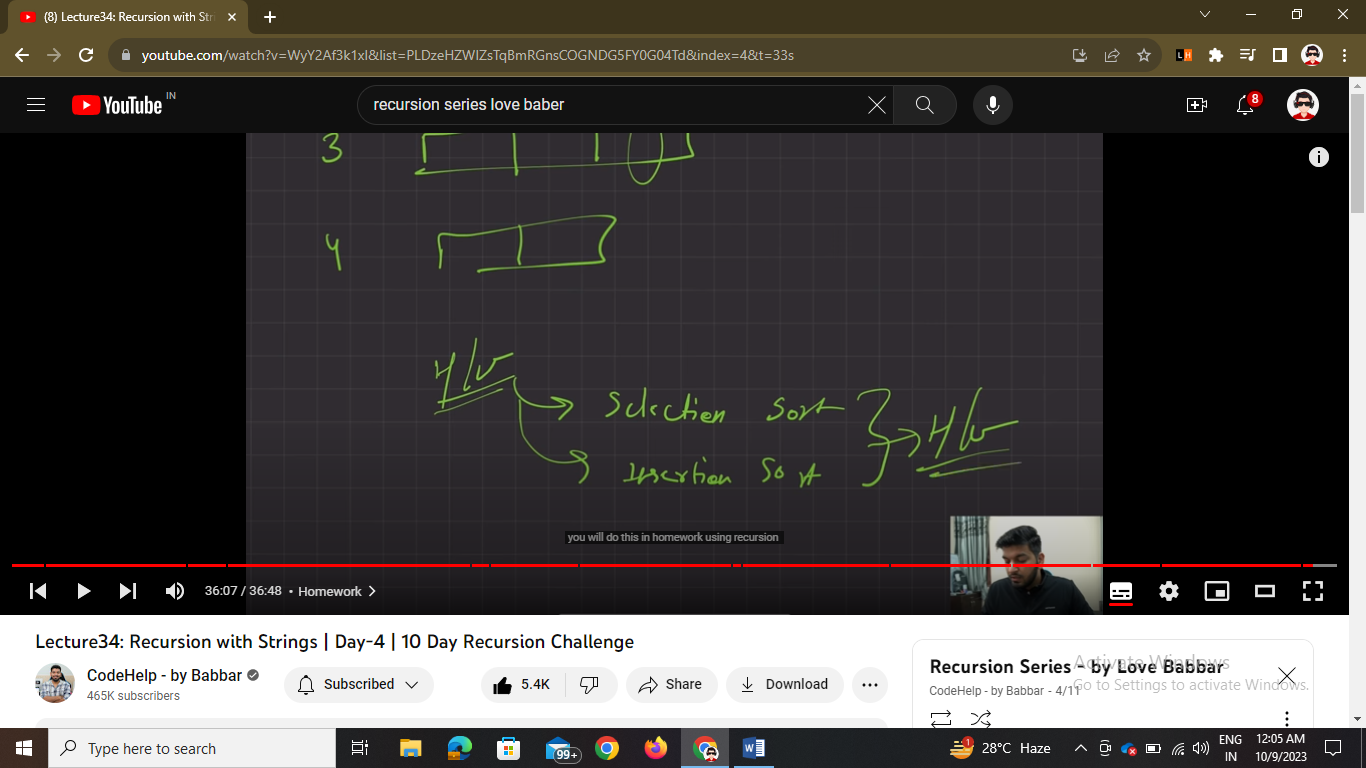 (8) Lecture34: Recursion with Stri
youtube.com/watch?v=WyY2Af3k1xI&list=PLDzeHZWIZsTqBmRGnsCOGNDG5FY0G04Td&index=4&t=33s
LH
YouTube IN
recursion series love baber
8
3
4
H/W
Selection Sort
H/W
Insertion Sort
you will do this in homework using recursion
36:07 / 36:48 • Homework
Lecture34: Recursion with Strings | Day-4 | 10 Day Recursion Challenge
CodeHelp - by Babbar
465K subscribers
Subscribed
5.4K
Share
Download
Recursion Series - by Love Babbar
CodeHelp - by Babbar - 4/11
Activate Windows
Go to Settings to activate Windows.
Type here to search
99+
1
28°C Haze
ENG
IN
12:05 AM
10/9/2023